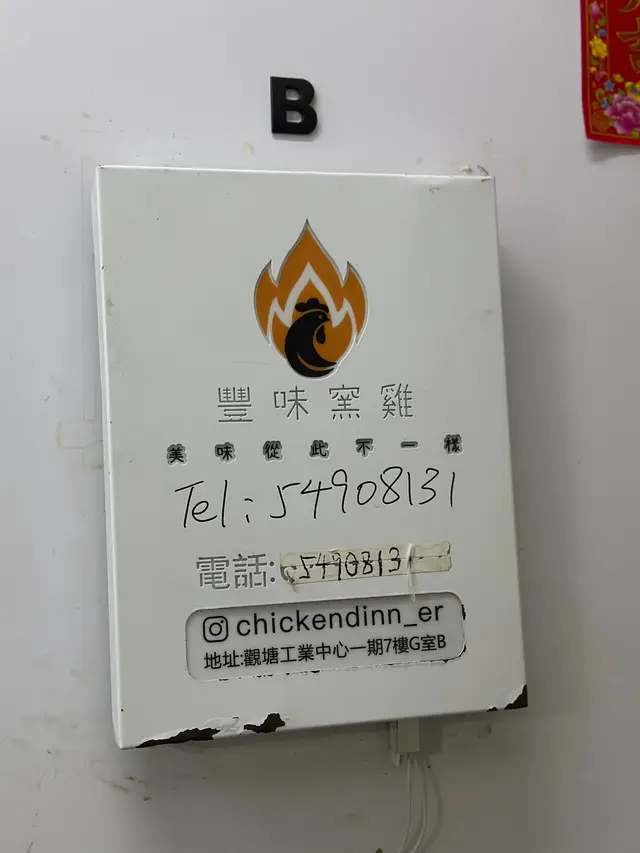 B
豐味窯雞
美味從此不一樣
Tel: 54908131
電話: 54908131
chickendinn_er
地址:觀塘工業中心一期7樓G室B